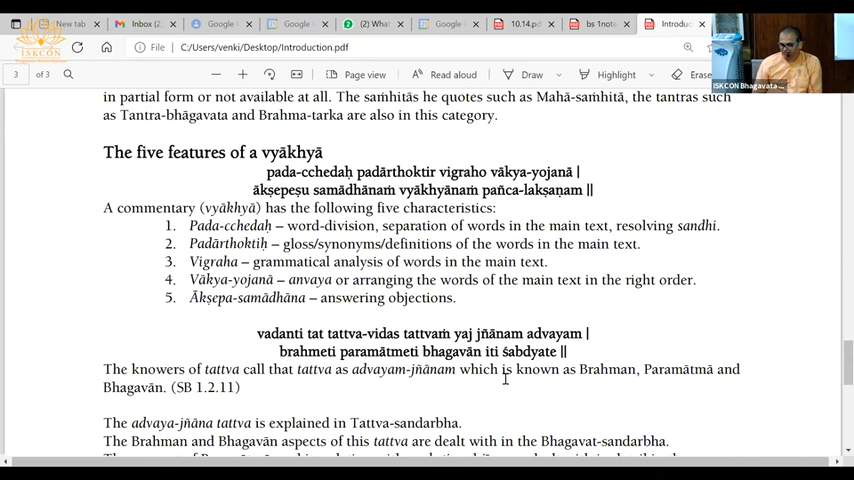 New tab
Inbox (2
Google
Google
(2) Wha
Google
10.14.p
bs 1note
Introduc
ISKCON
File
C:/Users/venki/Desktop/Introduction.pdf
3 of 3
Page view
Read aloud
Draw
Highlight
Erase
ISKCON Bhagavata
in partial form or not available at all. The saṁhitās he quotes such as Mahā-saṁhitā, the tantras such
as Tantra-bhāgavata and Brahma-tarka are also in this category.
The five features of a vyākhyā
pada-cchedaḥ padārthoktir vigraho vākya-yojanā |
ākṣepeṣu samādhānaṁ vyākhyānaṁ pañca-lakṣaṇam ||
A commentary (vyākhyā) has the following five characteristics:
1. Pada-cchedaḥ – word-division, separation of words in the main text, resolving sandhi.
2. Padārthoktiḥ – gloss/synonyms/definitions of the words in the main text.
3. Vigraha – grammatical analysis of words in the main text.
4. Vākya-yojanā – anvaya or arranging the words of the main text in the right order.
5. Ākṣepa-samādhāna – answering objections.
vadanti tat tattva-vidas tattvaṁ yaj jñānam advayam |
brahmeti paramātmeti bhagavān iti śabdyate ||
The knowers of tattva call that tattva as advayam-jñānam which is known as Brahman, Paramātmā and
Bhagavān. (SB 1.2.11)
The advaya-jñāna tattva is explained in Tattva-sandarbha.
The Brahman and Bhagavān aspects of this tattva are dealt with in the Bhagavat-sandarbha.